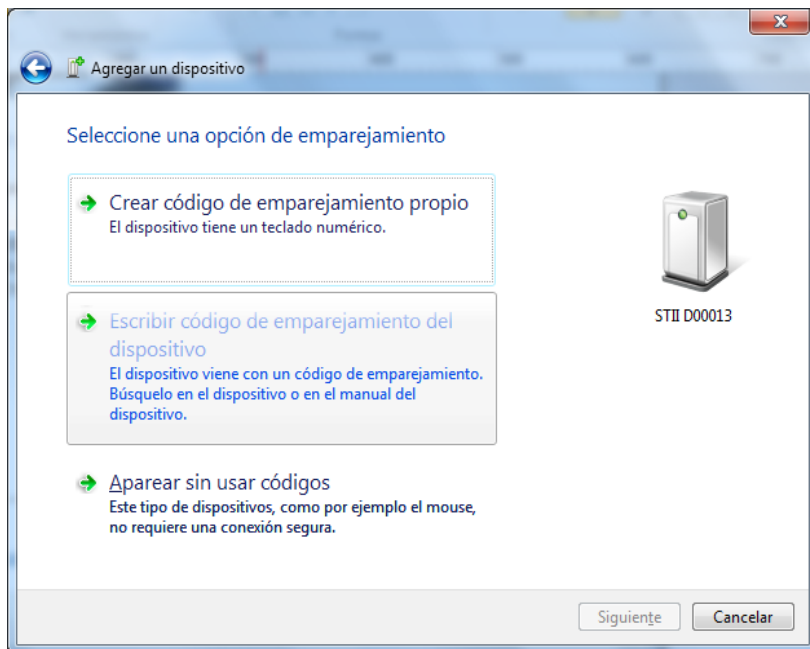 Agregar un dispositivo
Seleccione una opción de emparejamiento
Crear código de emparejamiento propio
El dispositivo tiene un teclado numérico.
Escribir código de emparejamiento del
dispositivo
El dispositivo viene con un código de emparejamiento.
Búsquelo en el dispositivo o en el manual del
dispositivo.
STII D00013
Aparear sin usar códigos
Este tipo de dispositivos, como por ejemplo el mouse,
no requiere una conexión segura.
Siguiente
Cancelar